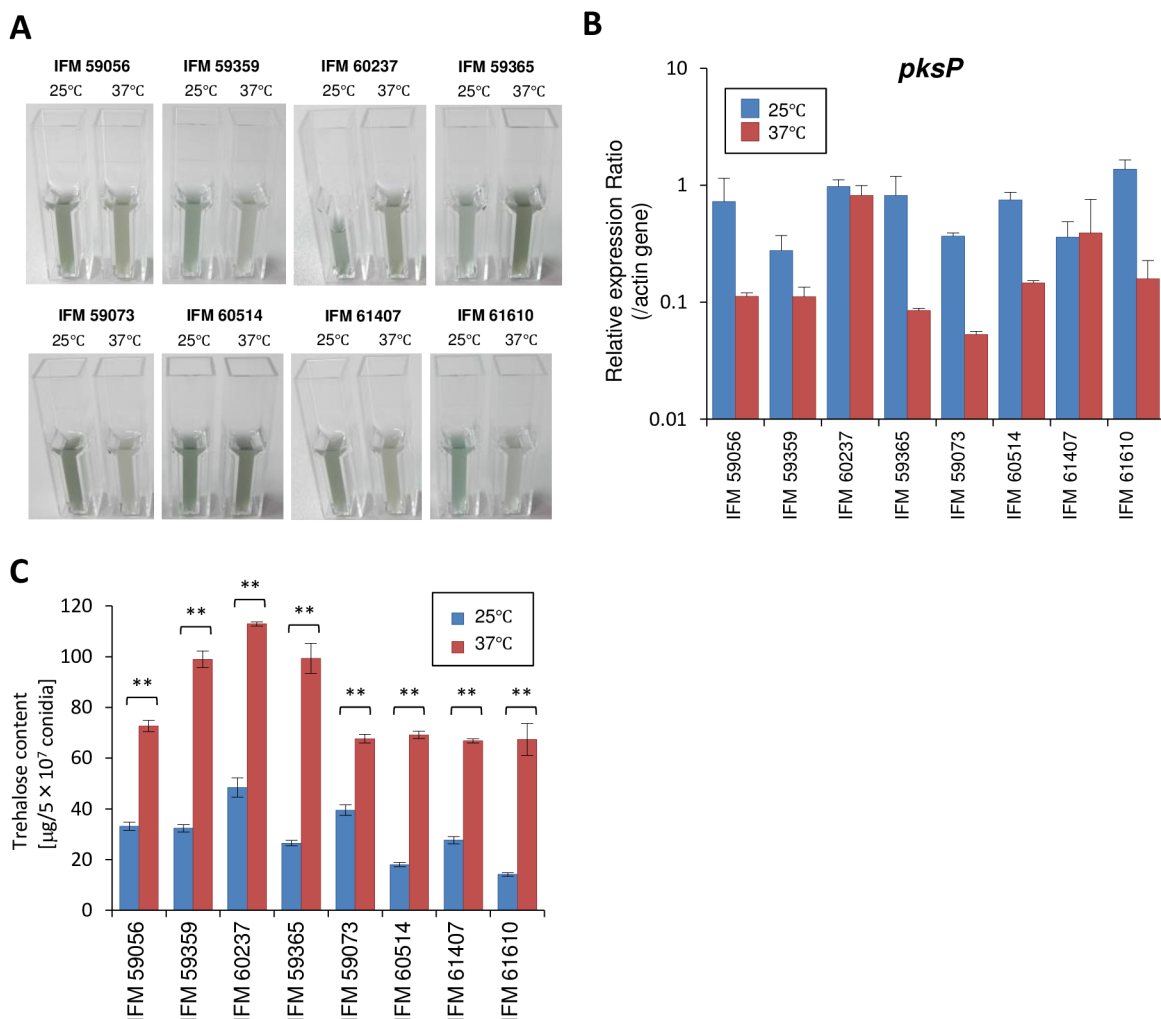 A
IFM 59056 IFM 59359 IFM 60237 IFM 59365
25℃ 37℃ 25℃ 37℃ 25℃ 37℃ 25℃ 37℃
IFM 59073 IFM 60514 IFM 61407 IFM 61610
25℃ 37℃ 25℃ 37℃ 25℃ 37℃ 25℃ 37℃
B
pksP
25℃
37℃
Relative expression Ratio
(/actin gene)
10
1
0.1
0.01
IFM 59056
IFM 59359
IFM 60237
IFM 59365
IFM 59073
IFM 60514
IFM 61407
IFM 61610
C
25℃
37℃
Trehalose content
[μg/5 × 10⁷ conidia]
120
100
80
60
40
20
0
** ** ** ** ** ** ** **
IFM 59056
IFM 59359
IFM 60237
IFM 59365
IFM 59073
IFM 60514
IFM 61407
IFM 61610